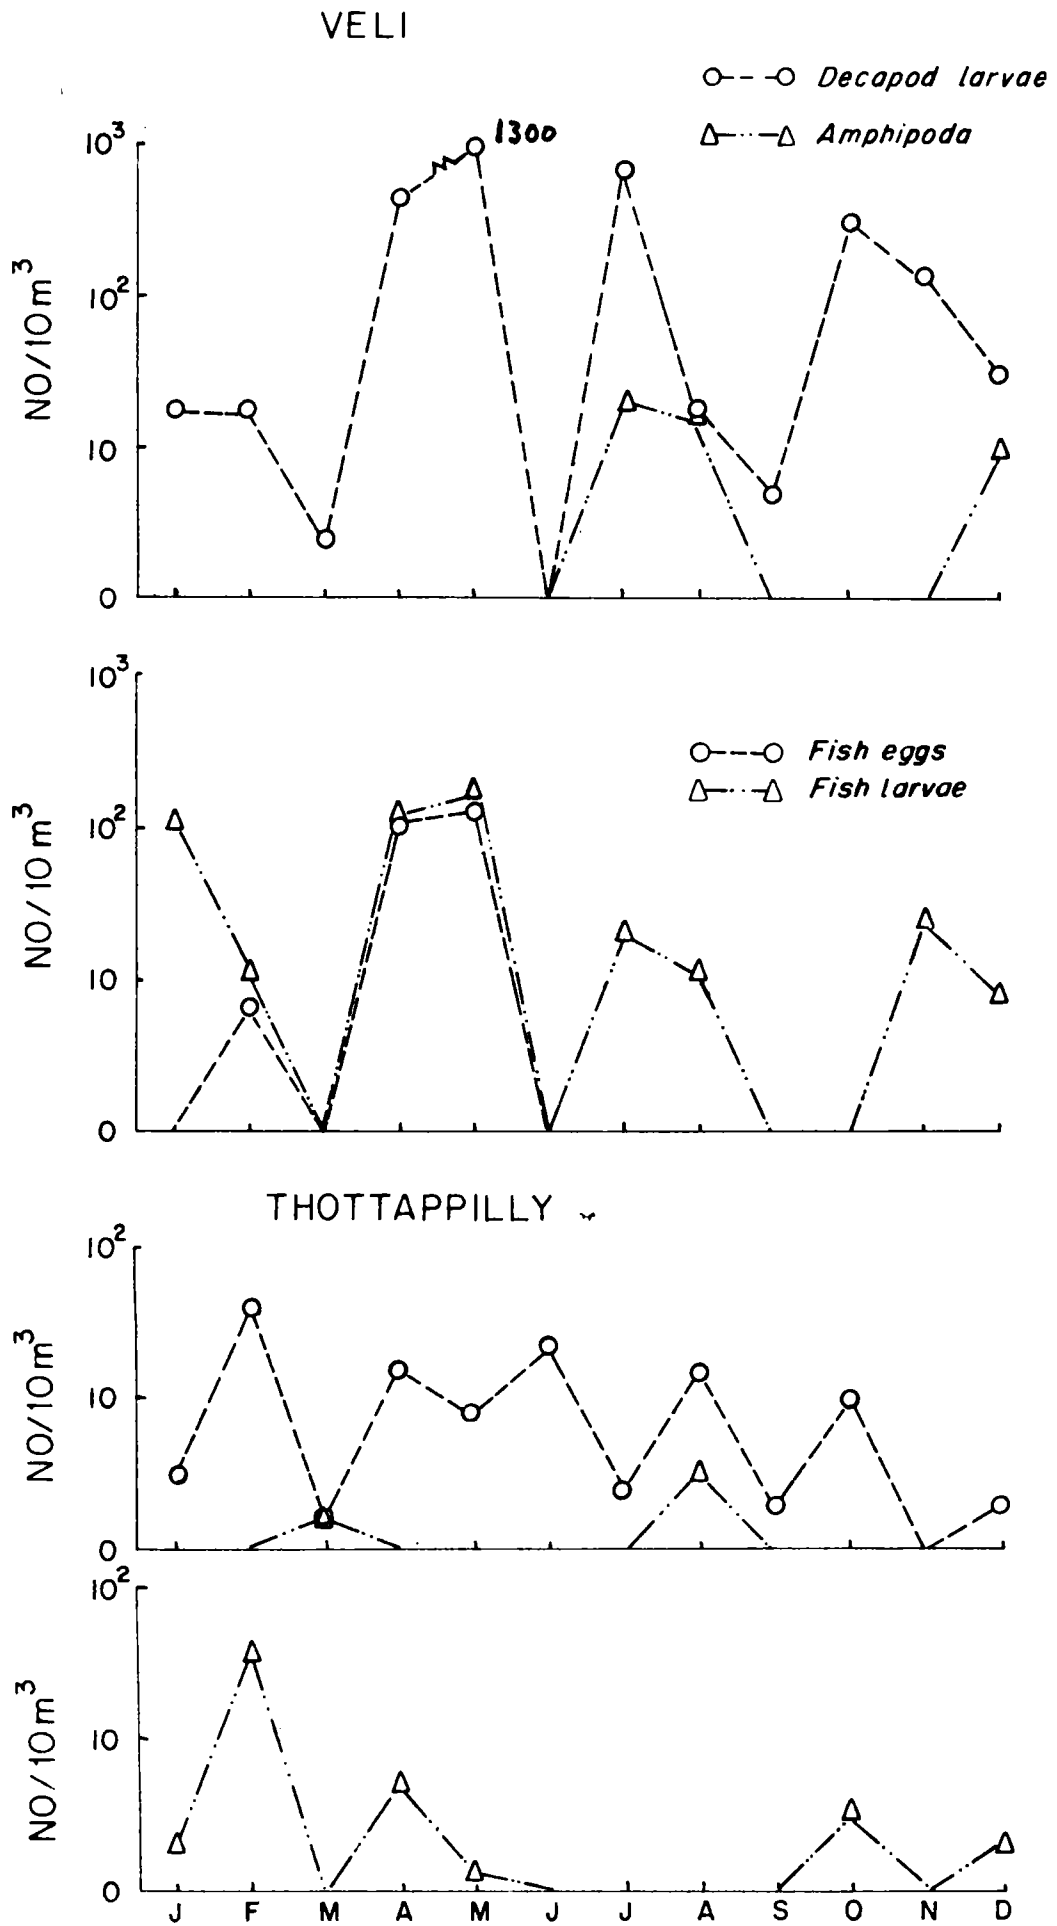 VELI
Decapod larvae
Amphipoda
10³
1300
10²
10
0
NO/10m³
10³
Fish eggs
Fish larvae
10²
10
0
NO/10m³
THOTTAPPILLY
10²
10
0
NO/10m³
10²
10
0
NO/10m³
J F M A M J J A S O N D